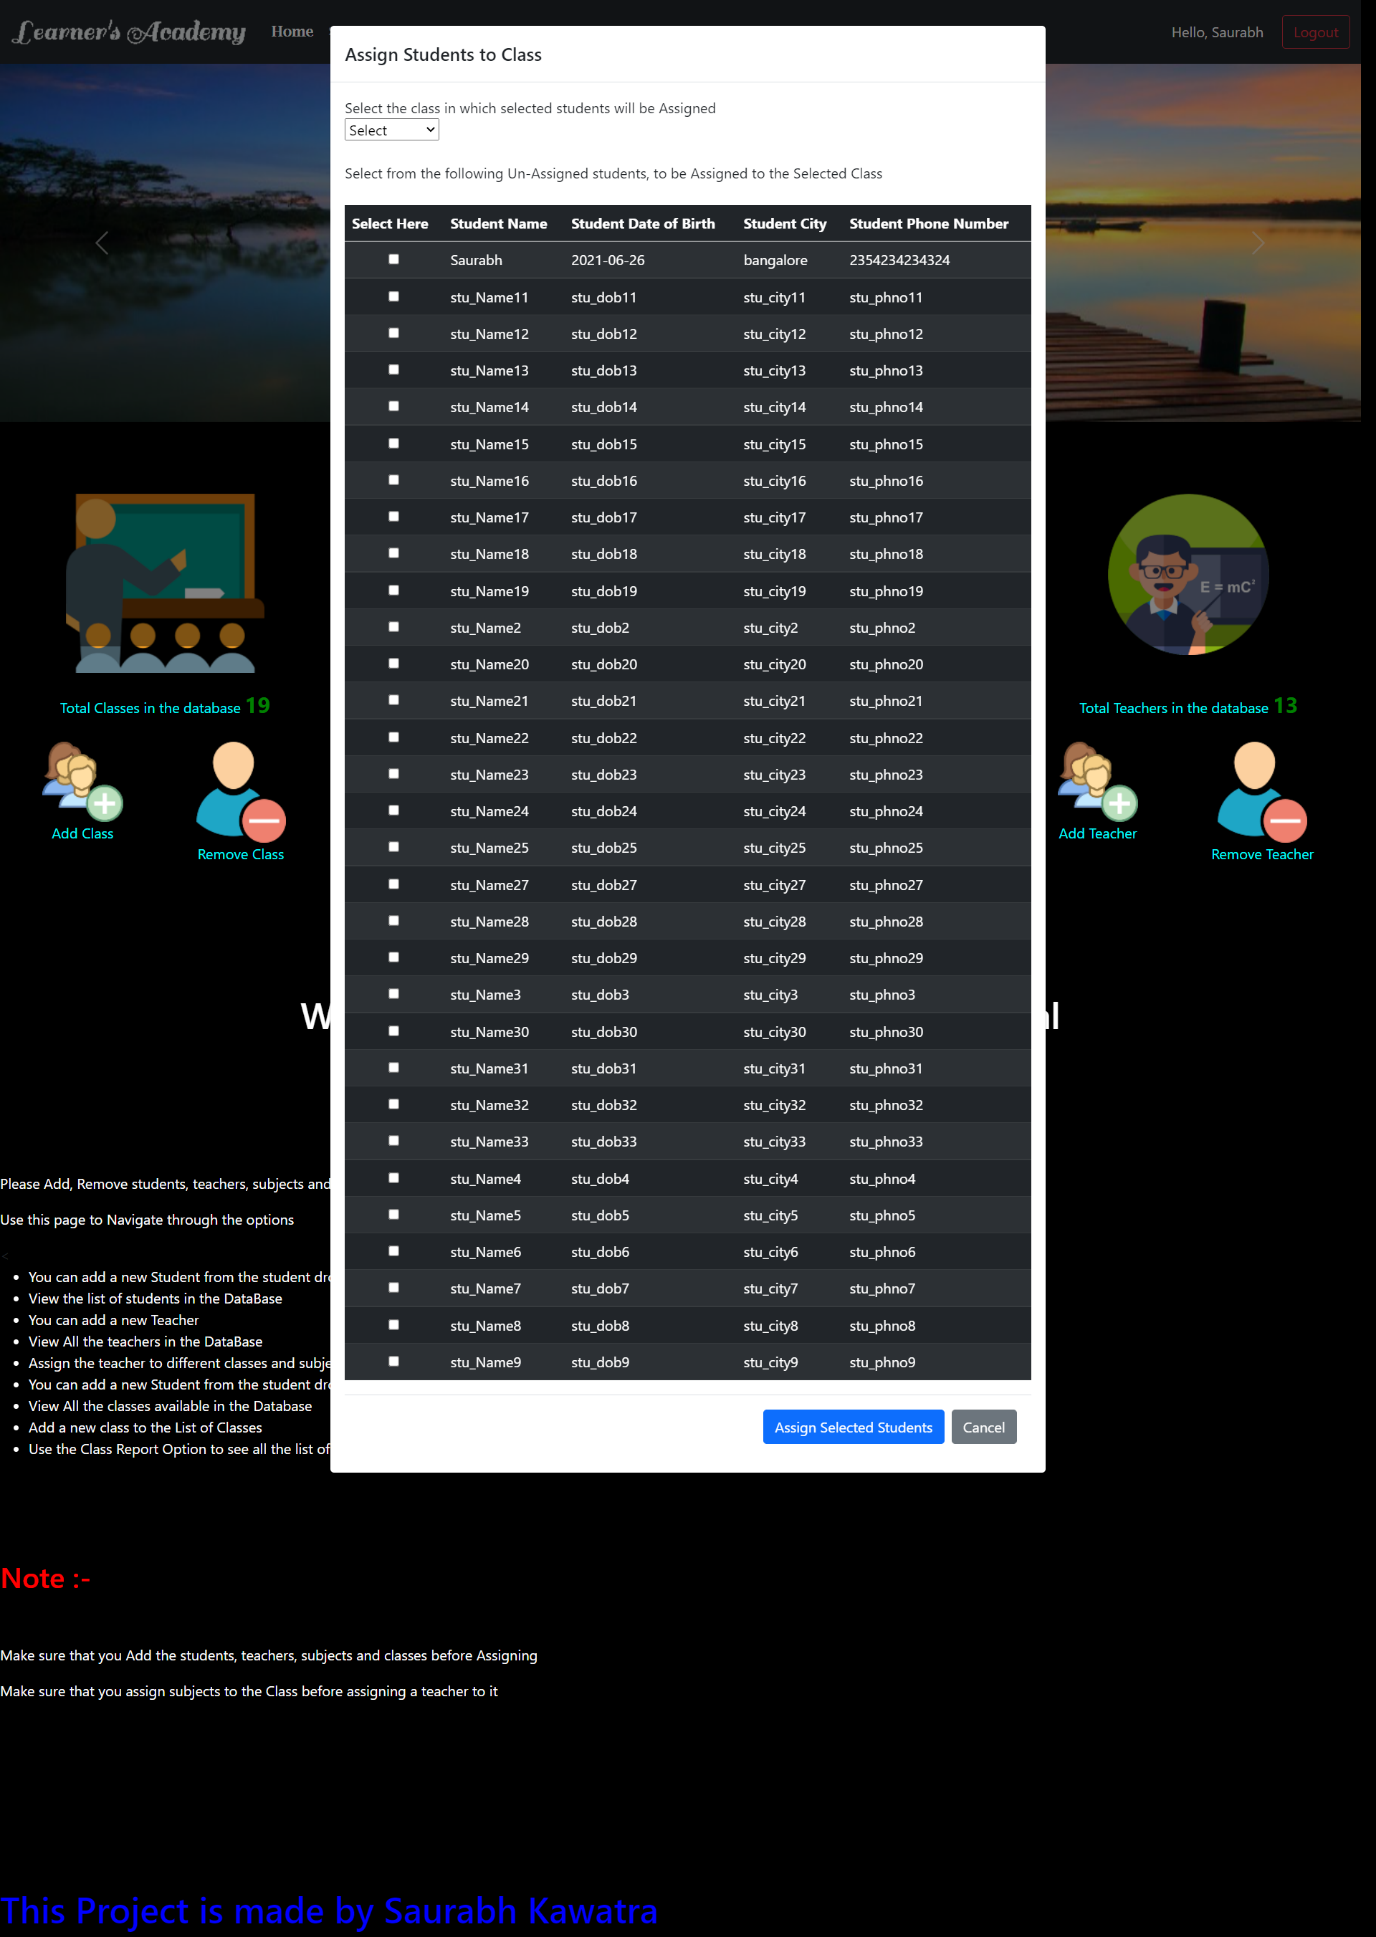 Learner's Academy Home Hello, Saurabh Logout
Assign Students to Class
Select the class in which selected students will be Assigned
Select
Select from the following Un-Assigned students, to be Assigned to the Selected Class
Select Here Student Name Student Date of Birth Student City Student Phone Number
Saurabh 2021-06-26 bangalore 2354234234324
stu_Name11 stu_dob11 stu_city11 stu_phno11
stu_Name12 stu_dob12 stu_city12 stu_phno12
stu_Name13 stu_dob13 stu_city13 stu_phno13
stu_Name14 stu_dob14 stu_city14 stu_phno14
stu_Name15 stu_dob15 stu_city15 stu_phno15
stu_Name16 stu_dob16 stu_city16 stu_phno16
stu_Name17 stu_dob17 stu_city17 stu_phno17
stu_Name18 stu_dob18 stu_city18 stu_phno18
stu_Name19 stu_dob19 stu_city19 stu_phno19
stu_Name2 stu_dob2 stu_city2 stu_phno2
stu_Name20 stu_dob20 stu_city20 stu_phno20
stu_Name21 stu_dob21 stu_city21 stu_phno21
stu_Name22 stu_dob22 stu_city22 stu_phno22
stu_Name23 stu_dob23 stu_city23 stu_phno23
stu_Name24 stu_dob24 stu_city24 stu_phno24
stu_Name25 stu_dob25 stu_city25 stu_phno25
stu_Name27 stu_dob27 stu_city27 stu_phno27
stu_Name28 stu_dob28 stu_city28 stu_phno28
stu_Name29 stu_dob29 stu_city29 stu_phno29
stu_Name3 stu_dob3 stu_city3 stu_phno3
stu_Name30 stu_dob30 stu_city30 stu_phno30
stu_Name31 stu_dob31 stu_city31 stu_phno31
stu_Name32 stu_dob32 stu_city32 stu_phno32
stu_Name33 stu_dob33 stu_city33 stu_phno33
stu_Name4 stu_dob4 stu_city4 stu_phno4
stu_Name5 stu_dob5 stu_city5 stu_phno5
stu_Name6 stu_dob6 stu_city6 stu_phno6
stu_Name7 stu_dob7 stu_city7 stu_phno7
stu_Name8 stu_dob8 stu_city8 stu_phno8
stu_Name9 stu_dob9 stu_city9 stu_phno9
Assign Selected Students Cancel
E = mc²
Total Classes in the database 19
Add Class
Remove Class
Total Teachers in the database 13
Add Teacher
Remove Teacher
Please Add, Remove students, teachers, subjects and
Use this page to Navigate through the options
<
• You can add a new Student from the student
• View the list of students in the DataBase
• You can add a new Teacher
• View All the teachers in the DataBase
• Assign the teacher to different classes and
• You can add a new Student from the student
• View All the classes available in the Database
• Add a new class to the List of Classes
• Use the Class Report Option to see all the list of
Note :-
Make sure that you Add the students, teachers, subjects and classes before Assigning
Make sure that you assign subjects to the Class before assigning a teacher to it
This Project is made by Saurabh Kawatra